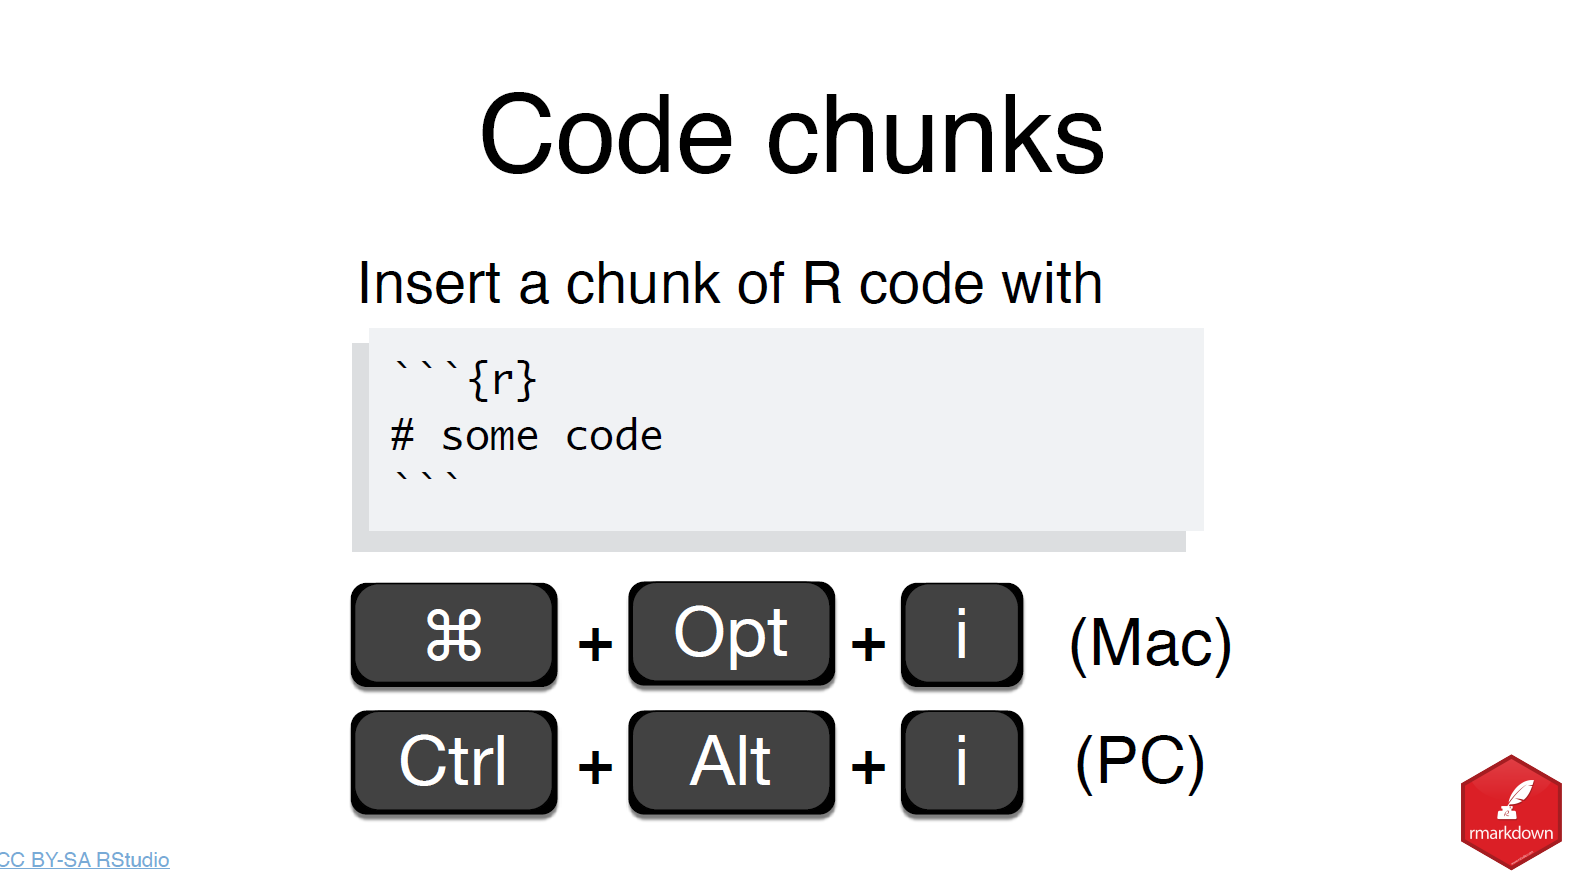 Code chunks
Insert a chunk of R code with
```{r}
# some code
```
⌘ + Opt + i (Mac)
Ctrl + Alt + i (PC)
rmarkdown
CC BY-SA RStudio